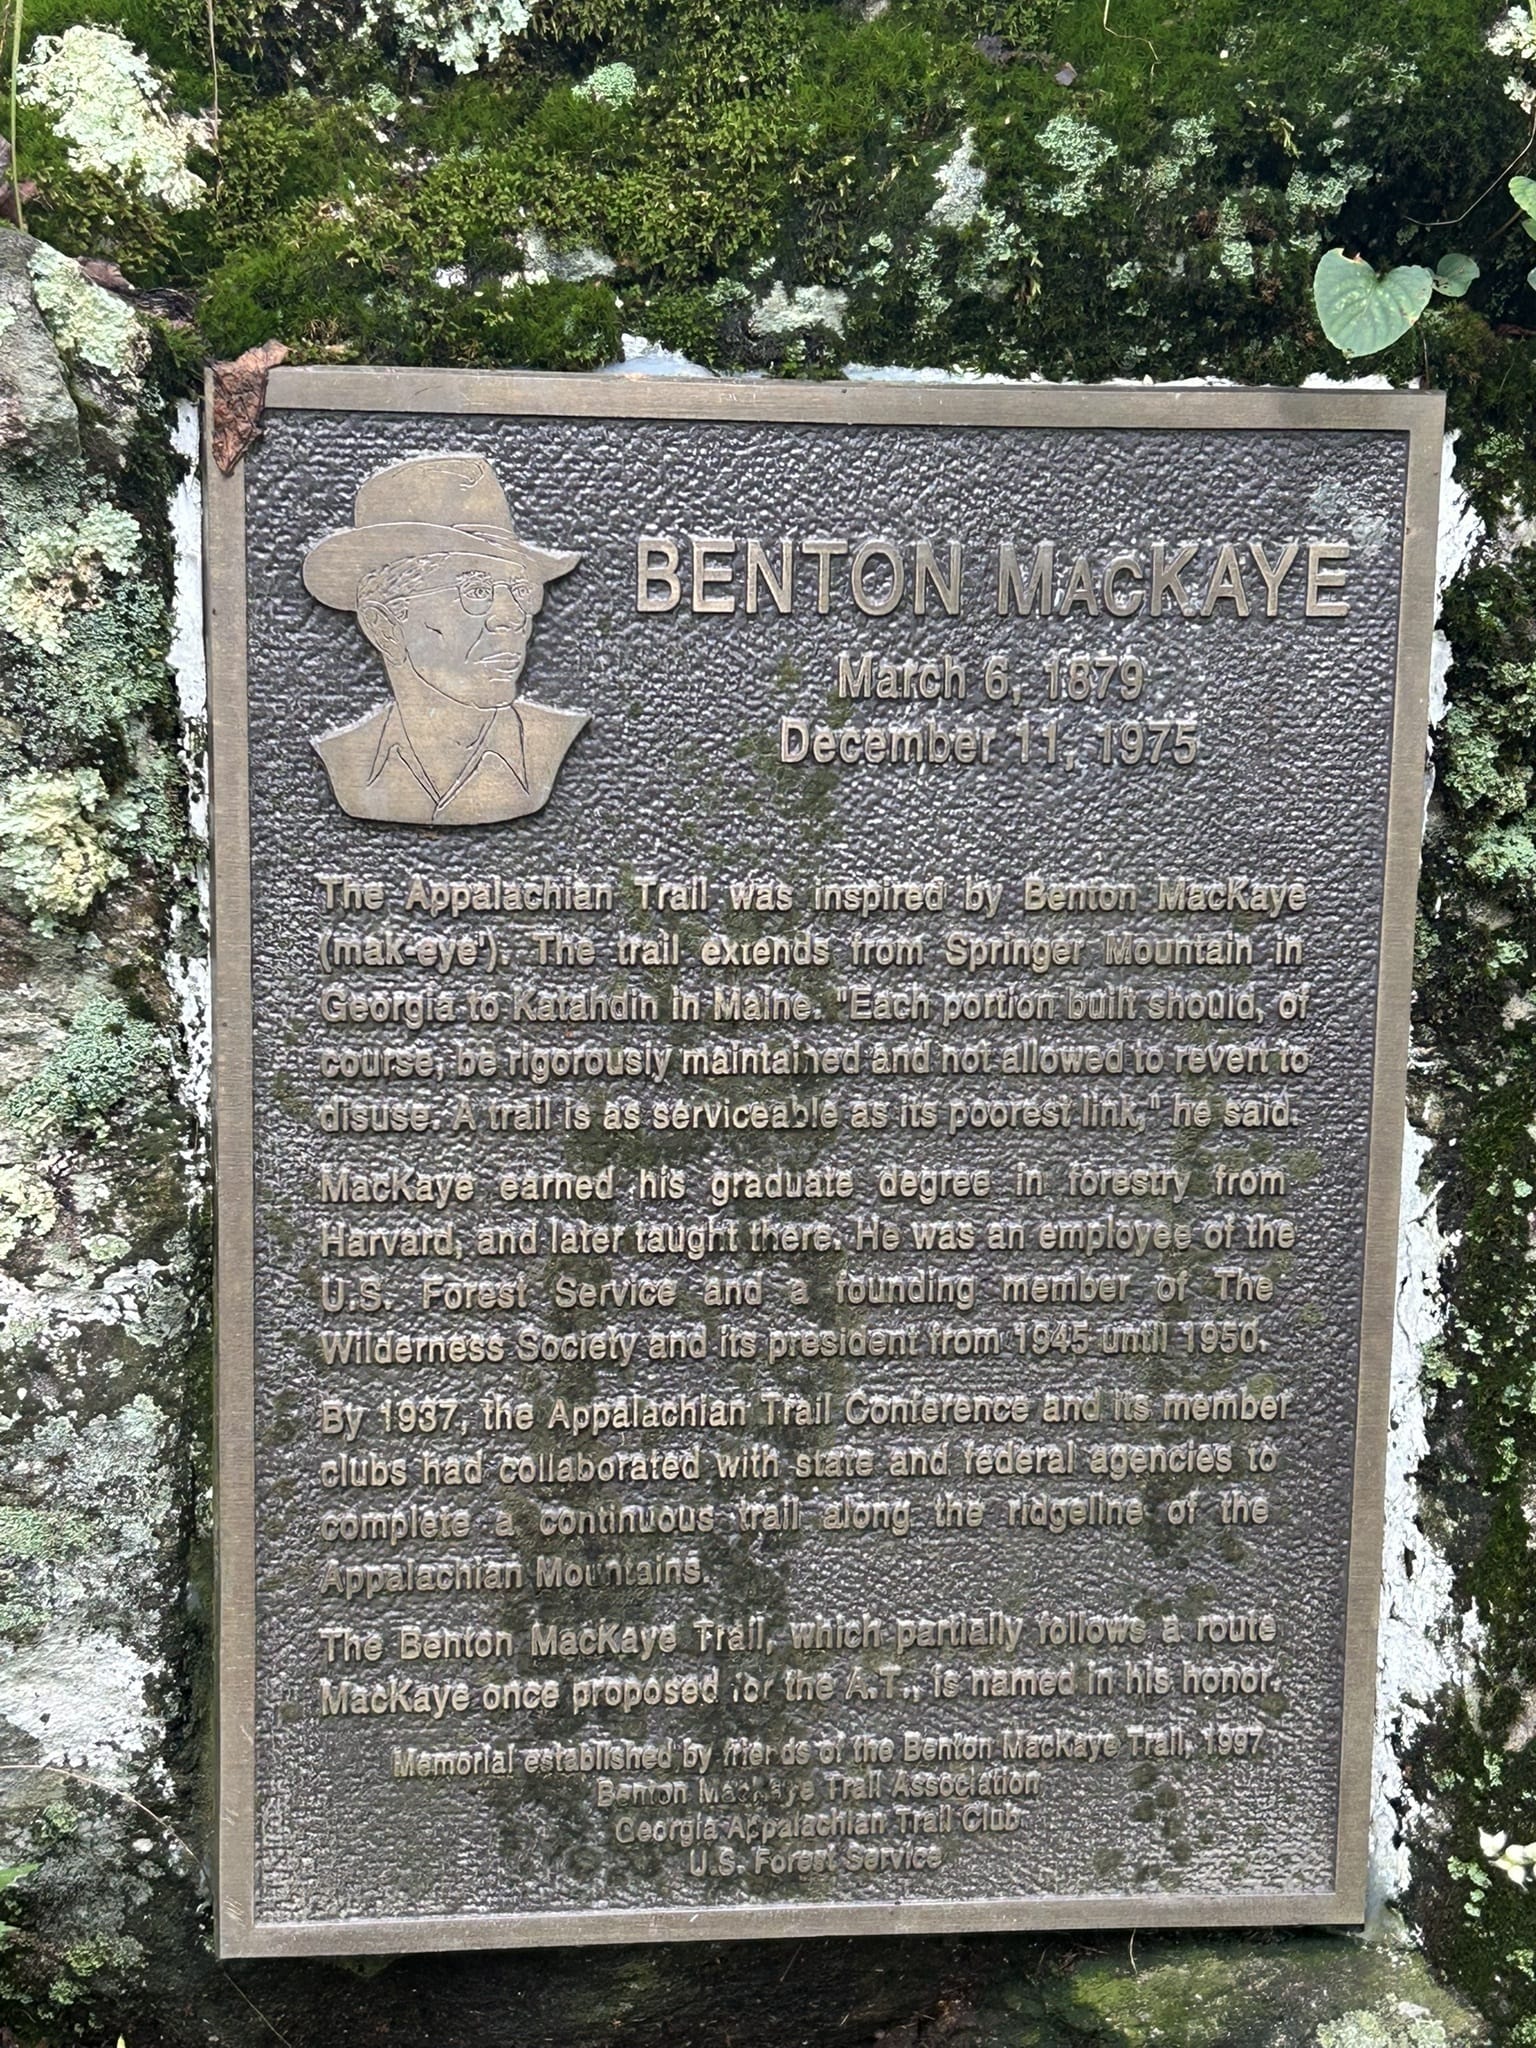 BENTON MACKAYE
March 6, 1879
December 11, 1975
The Appalachian Trail was inspired by Benton MacKaye
(mak-eye'). The trail extends from Springer Mountain in
Georgia to Katahdin in Maine. "Each portion built should, of
course, be rigorously maintained and not allowed to revert to
disuse. A trail is as serviceable as its poorest link," he said.
MacKaye earned his graduate degree in forestry from
Harvard, and later taught there. He was an employee of the
U.S. Forest Service and a founding member of The
Wilderness Society and its president from 1945 until 1950.
By 1937, the Appalachian Trail Conference and its member
clubs had collaborated with state and federal agencies to
complete a continuous trail along the ridgeline of the
Appalachian Mountains.
The Benton MacKaye Trail, which partially follows a route
MacKaye once proposed for the A.T., is named in his honor.
Memorial established by friends of the Benton MacKaye Trail, 1997
Benton MacKaye Trail Association
Georgia Appalachian Trail Club
U.S. Forest Service